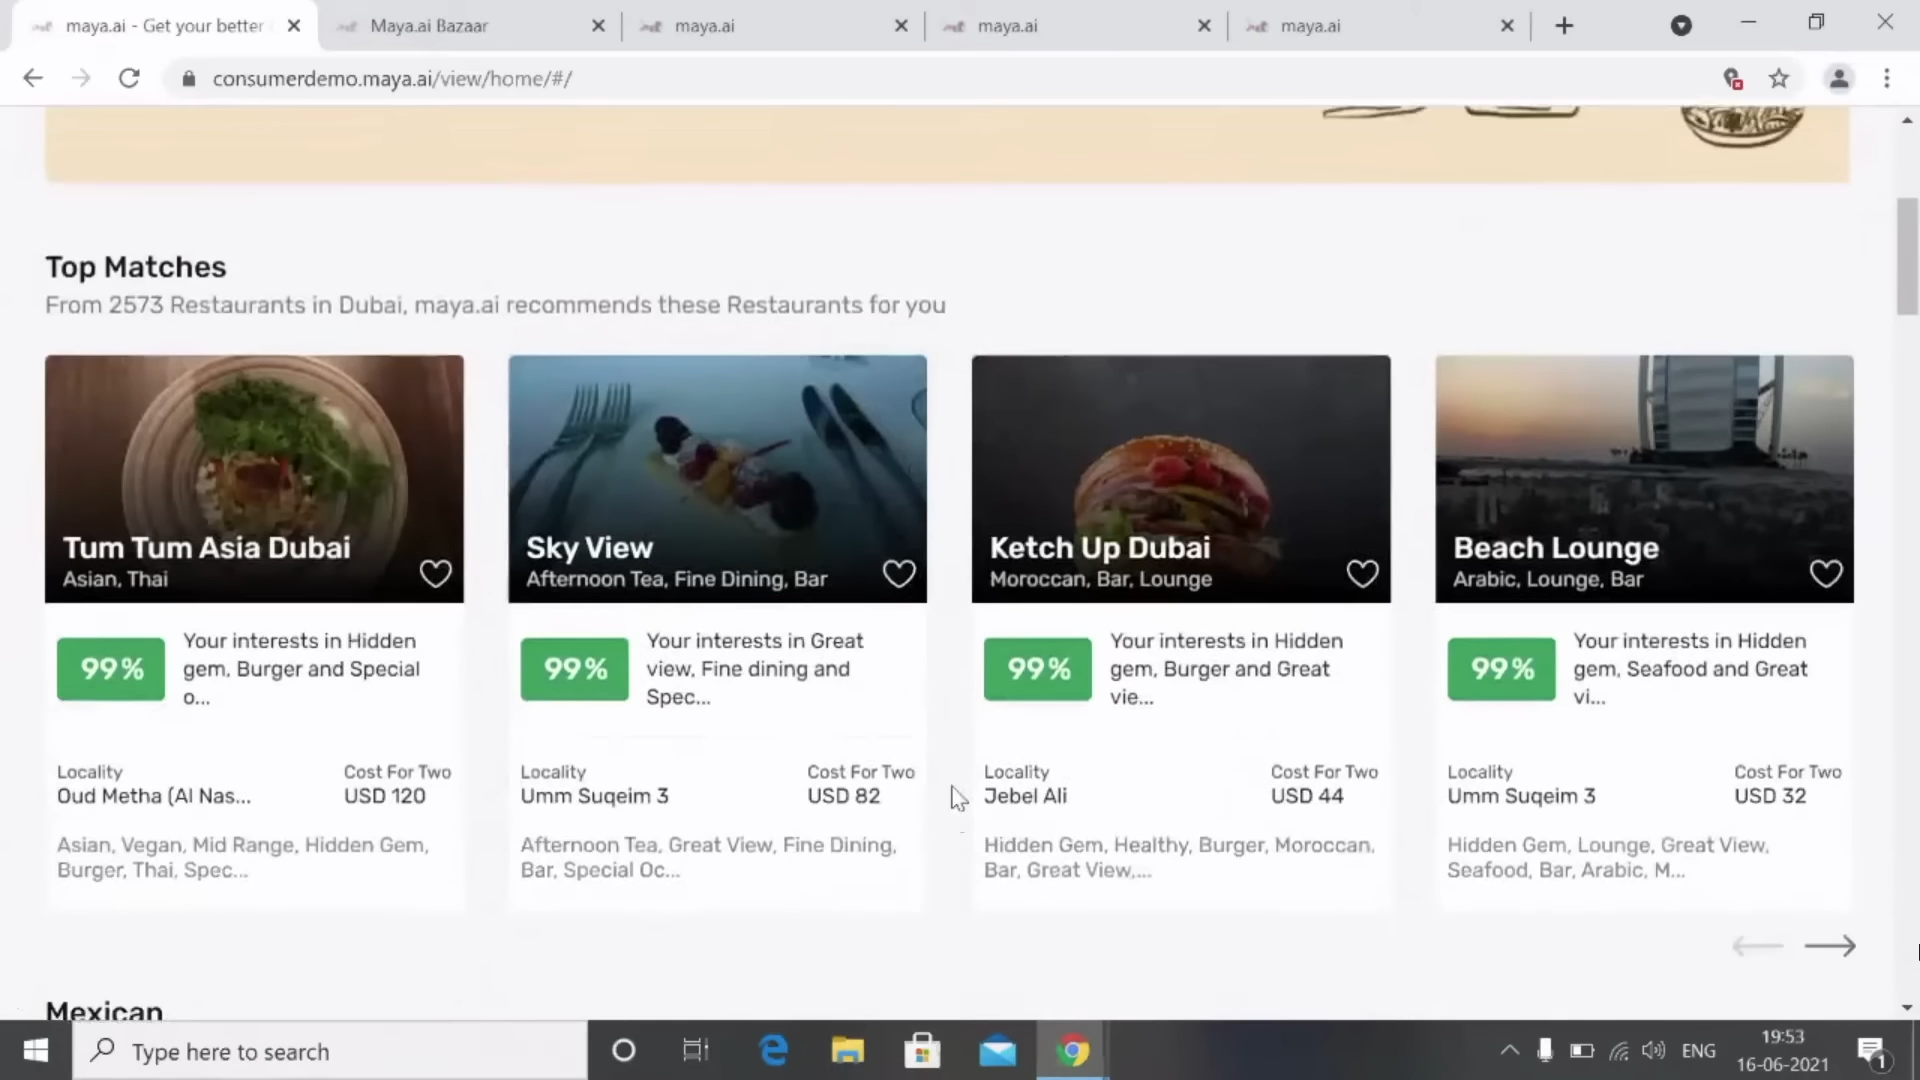 maya.ai - Get your better
Maya.ai Bazaar
maya.ai
maya.ai
maya.ai
consumerdemo.maya.ai/view/home/#/
Top Matches
From 2573 Restaurants in Dubai, maya.ai recommends these Restaurants for you
Tum Tum Asia Dubai
Asian, Thai
99%
Your interests in Hidden
gem, Burger and Special
o...
Locality
Oud Metha (Al Nas...
Cost For Two
USD 120
Asian, Vegan, Mid Range, Hidden Gem,
Burger, Thai, Spec...
Sky View
Afternoon Tea, Fine Dining, Bar
99%
Your interests in Great
view, Fine dining and
Spec...
Locality
Umm Suqeim 3
Cost For Two
USD 82
Afternoon Tea, Great View, Fine Dining,
Bar, Special Oc...
Ketch Up Dubai
Moroccan, Bar, Lounge
99%
Your interests in Hidden
gem, Burger and Great
vie...
Locality
Jebel Ali
Cost For Two
USD 44
Hidden Gem, Healthy, Burger, Moroccan,
Bar, Great View,...
Beach Lounge
Arabic, Lounge, Bar
99%
Your interests in Hidden
gem, Seafood and Great
vi...
Locality
Umm Suqeim 3
Cost For Two
USD 32
Hidden Gem, Lounge, Great View,
Seafood, Bar, Arabic, M...
Mexican
Type here to search
ENG
19:53
16-06-2021
1